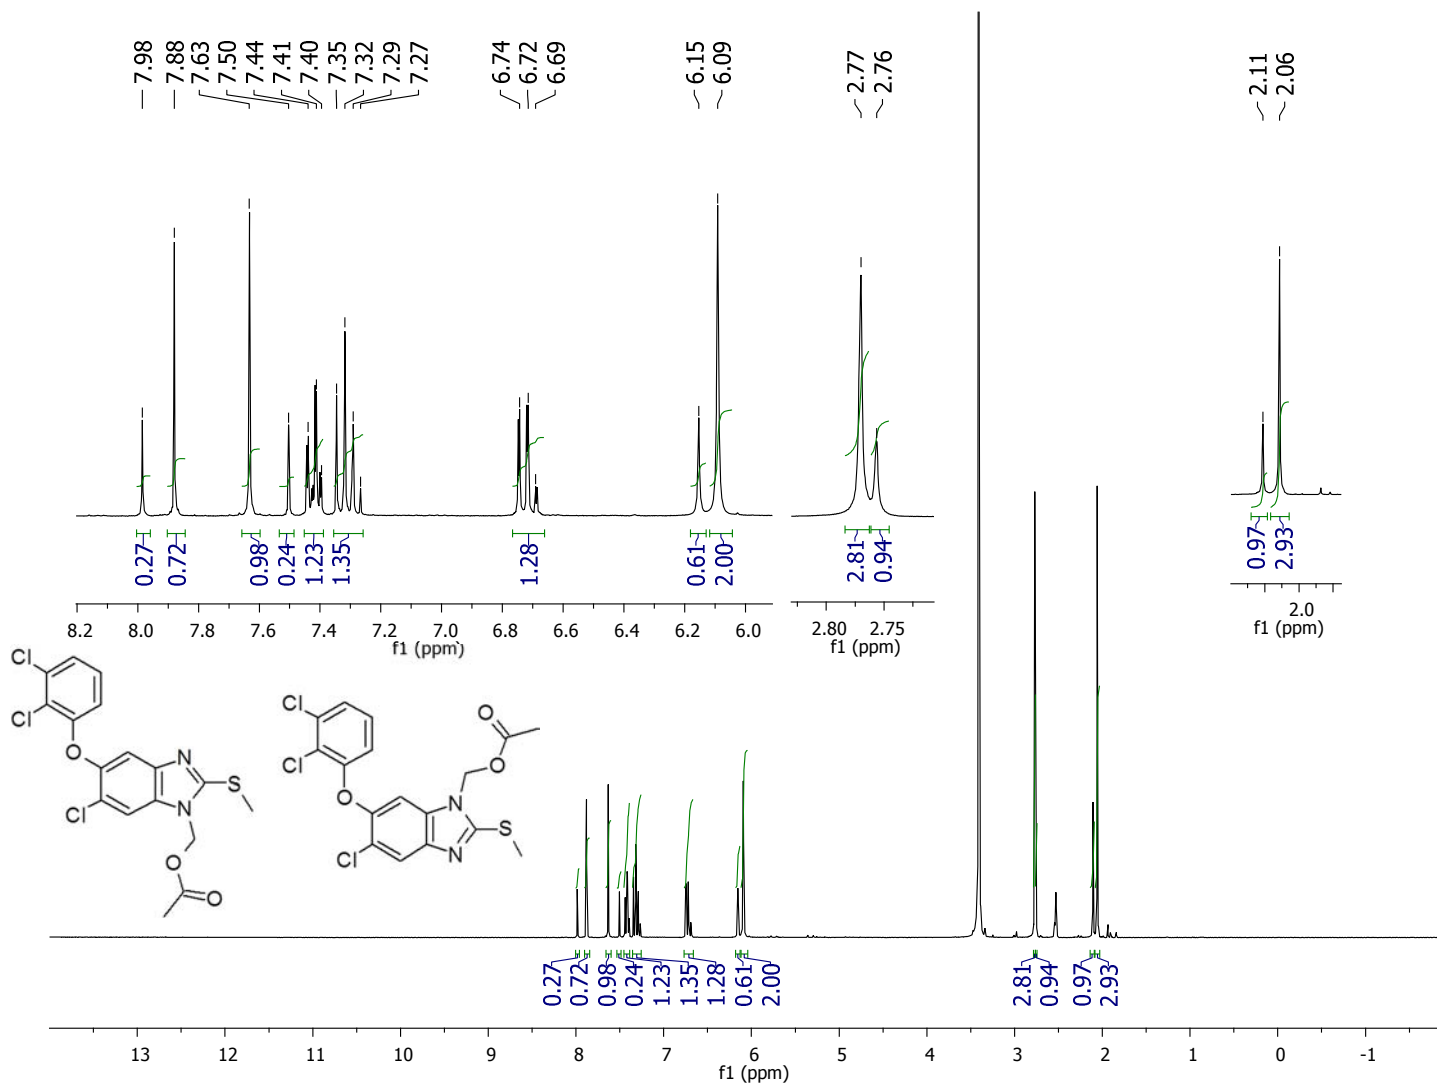 7.98
7.88
7.63
7.50
7.44
7.41
7.40
7.35
7.32
7.29
7.27
6.74
6.72
6.69
6.15
6.09
2.77
2.76
2.11
2.06
0.27
0.72
0.98
0.24
1.23
1.35
1.28
0.61
2.00
2.81
0.94
0.97
2.93
8.2 8.0 7.8 7.6 7.4 7.2 7.0 6.8 6.6 6.4 6.2 6.0
f1 (ppm)
2.80 2.75
f1 (ppm)
2.0
f1 (ppm)
Cl
Cl
O
Cl
N
N
S
O
O
Cl
Cl
O
Cl
N
N
S
O
O
0.27
0.72
0.98
0.24
1.23
1.35
1.28
0.61
2.00
2.81
0.94
0.97
2.93
13 12 11 10 9 8 7 6 5 4 3 2 1 0 -1
f1 (ppm)